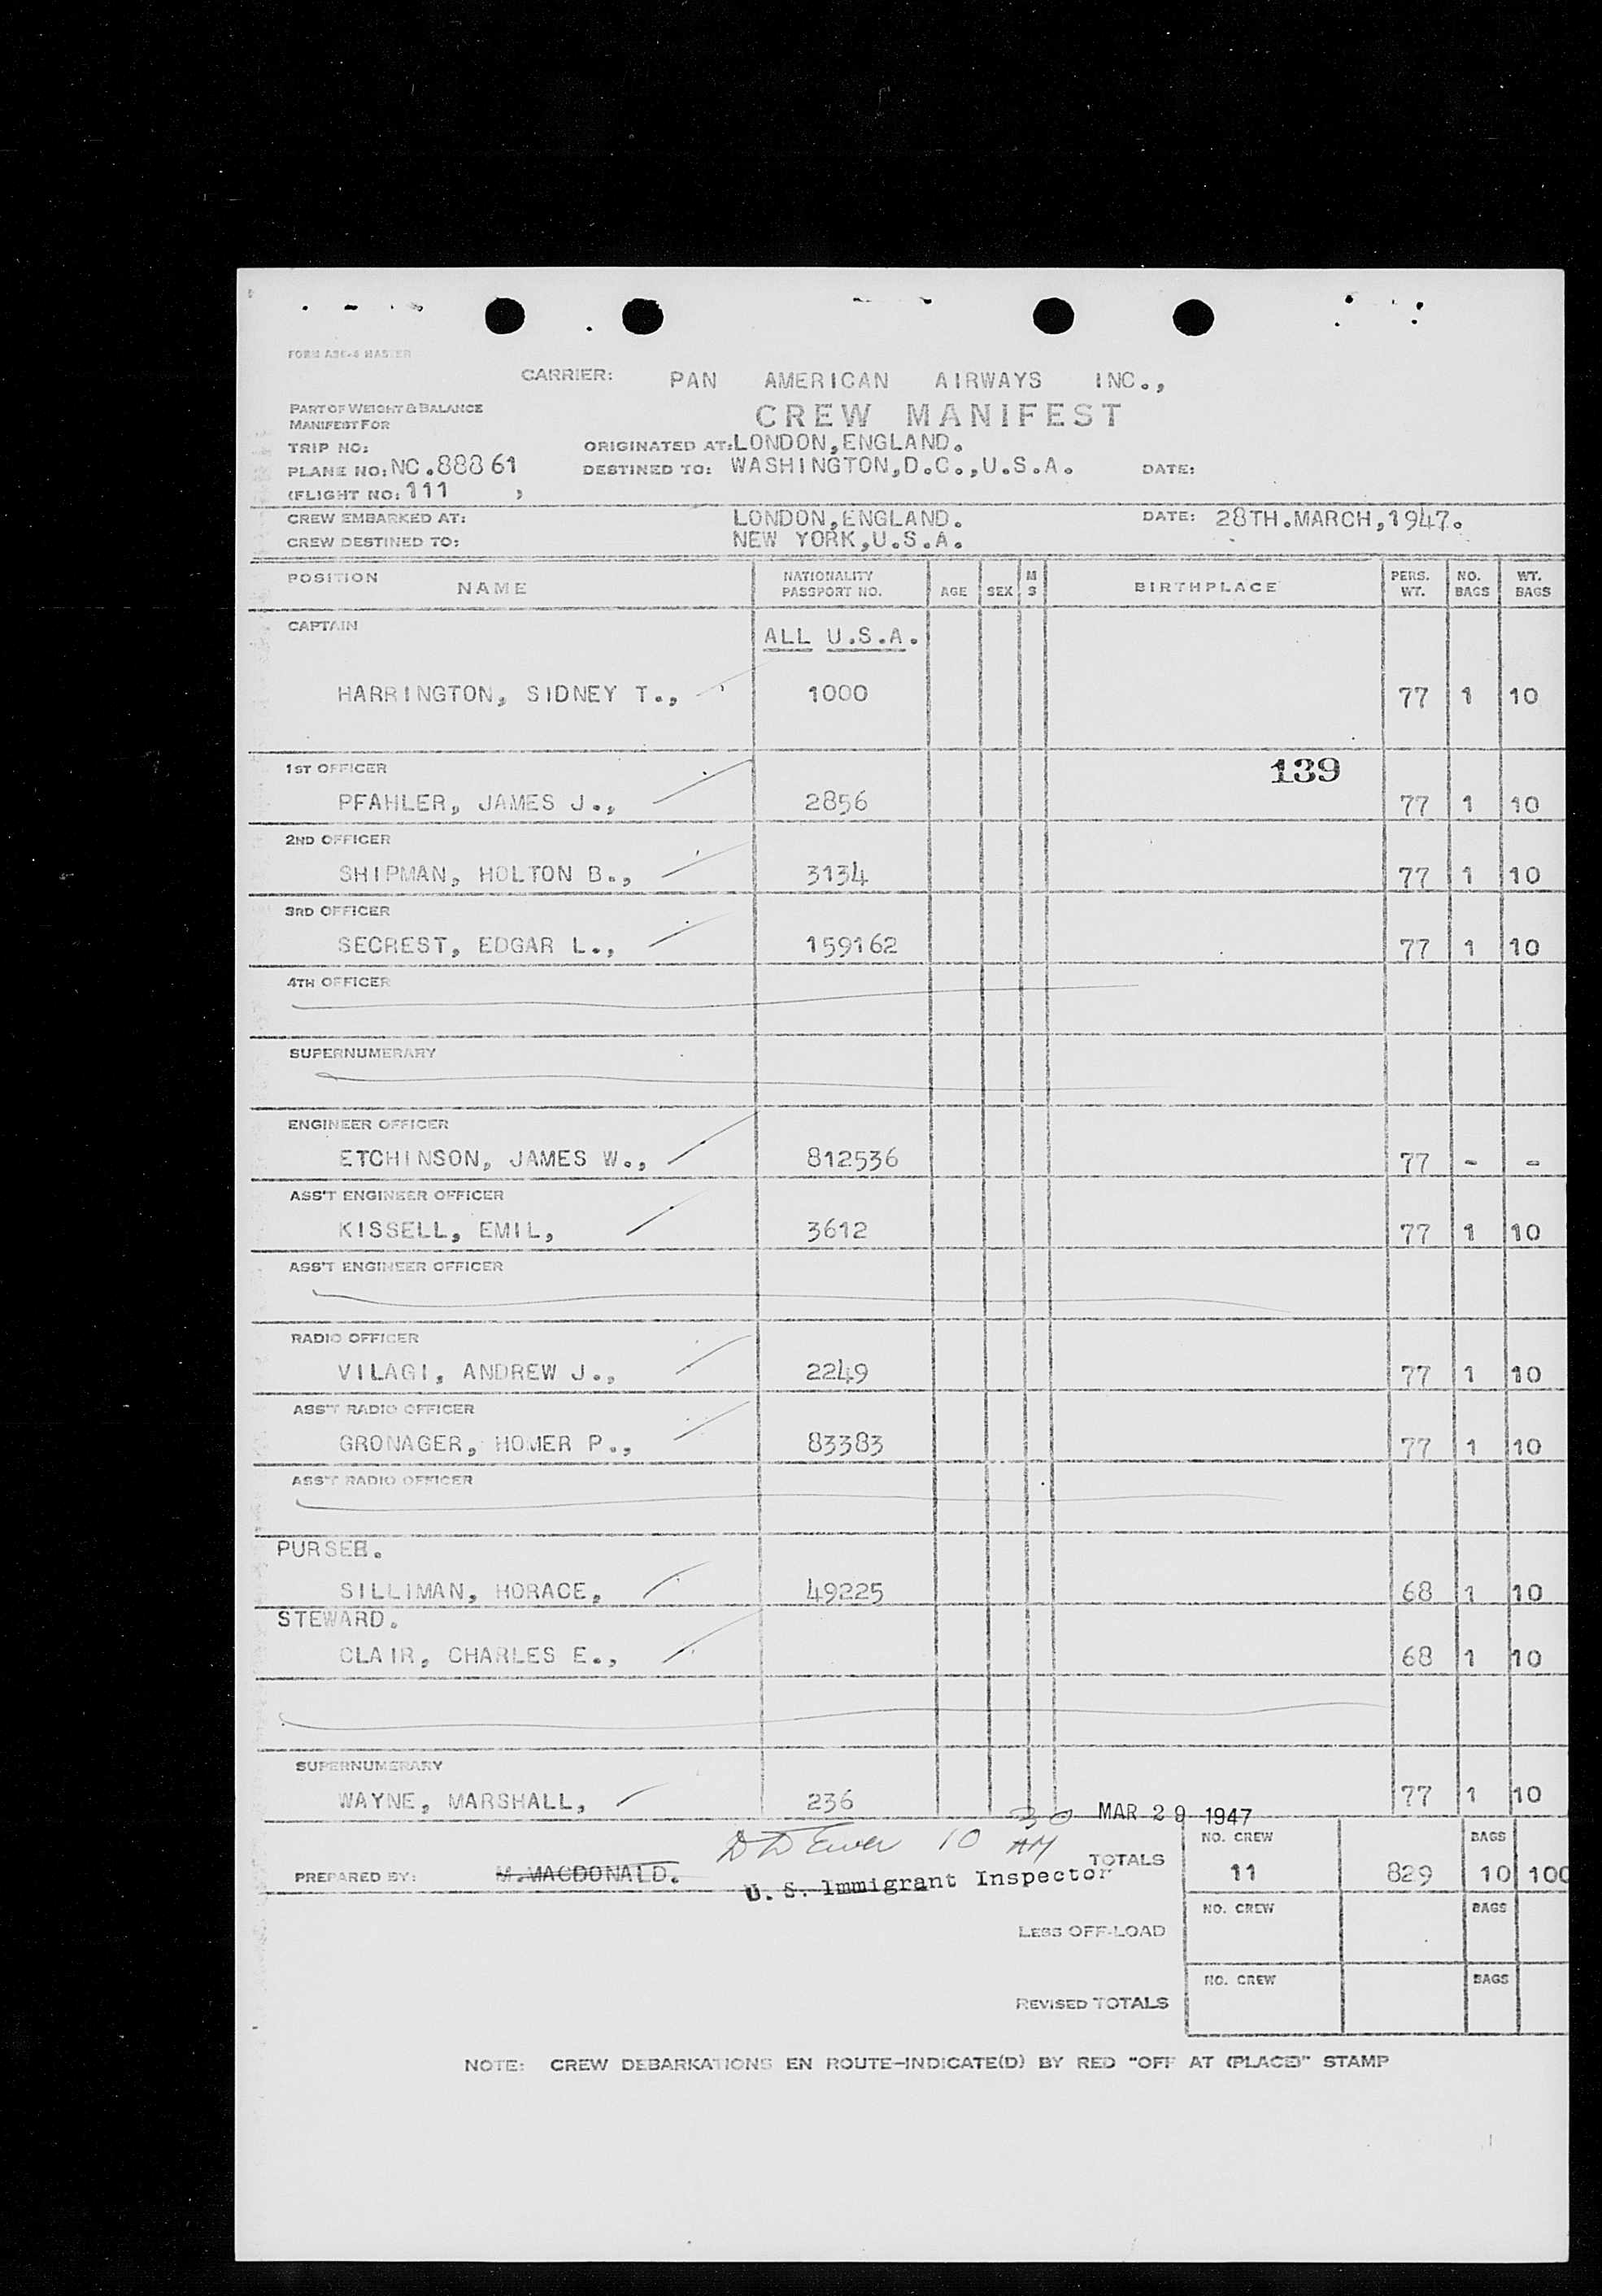 FORM A36-4 MASTER
CARRIER: PAN AMERICAN AIRWAYS INC.,
PART OF WEIGHT & BALANCE
MANIFEST FOR
CREW MANIFEST
TRIP NO: ORIGINATED AT: LONDON, ENGLAND.
PLANE NO: NC.88861 DESTINED TO: WASHINGTON,D.C.,U.S.A. DATE:
(FLIGHT NO: 111 )
CREW EMBARKED AT: LONDON, ENGLAND. DATE: 28TH.MARCH,1947.
CREW DESTINED TO: NEW YORK,U.S.A.
POSITION NAME NATIONALITY PASSPORT NO. AGE SEX M S BIRTHPLACE PERS. WT. NO. BAGS WT. BAGS
CAPTAIN ALL U.S.A.
HARRINGTON, SIDNEY T., 1000 77 1 10
1ST OFFICER 139
PFAHLER, JAMES J., 2856 77 1 10
2ND OFFICER
SHIPMAN, HOLTON B., 3134 77 1 10
3RD OFFICER
SECREST, EDGAR L., 159162 77 1 10
4TH OFFICER
SUPERNUMERARY
ENGINEER OFFICER
ETCHINSON, JAMES W., 812536 77 - -
ASS'T ENGINEER OFFICER
KISSELL, EMIL, 3612 77 1 10
ASS'T ENGINEER OFFICER
RADIO OFFICER
VILAGI, ANDREW J., 2249 77 1 10
ASS'T RADIO OFFICER
GRONAGER, HOMER P., 83383 77 1 10
ASS'T RADIO OFFICER
PURSER.
SILLIMAN, HORACE, 49225 68 1 10
STEWARD.
CLAIR, CHARLES E., 68 1 10
SUPERNUMERARY
WAYNE, MARSHALL, 236 77 1 10
MAR 29 1947
10 30 AM
NO. CREW BAGS
PREPARED BY: M.MACDONALD. U. S. Immigrant Inspector TOTALS 11 829 10 100
NO. CREW BAGS
LESS OFF-LOAD
NO. CREW BAGS
REVISED TOTALS
NOTE: CREW DEBARKATIONS EN ROUTE-INDICATE(D) BY RED "OFF AT (PLACE)" STAMP